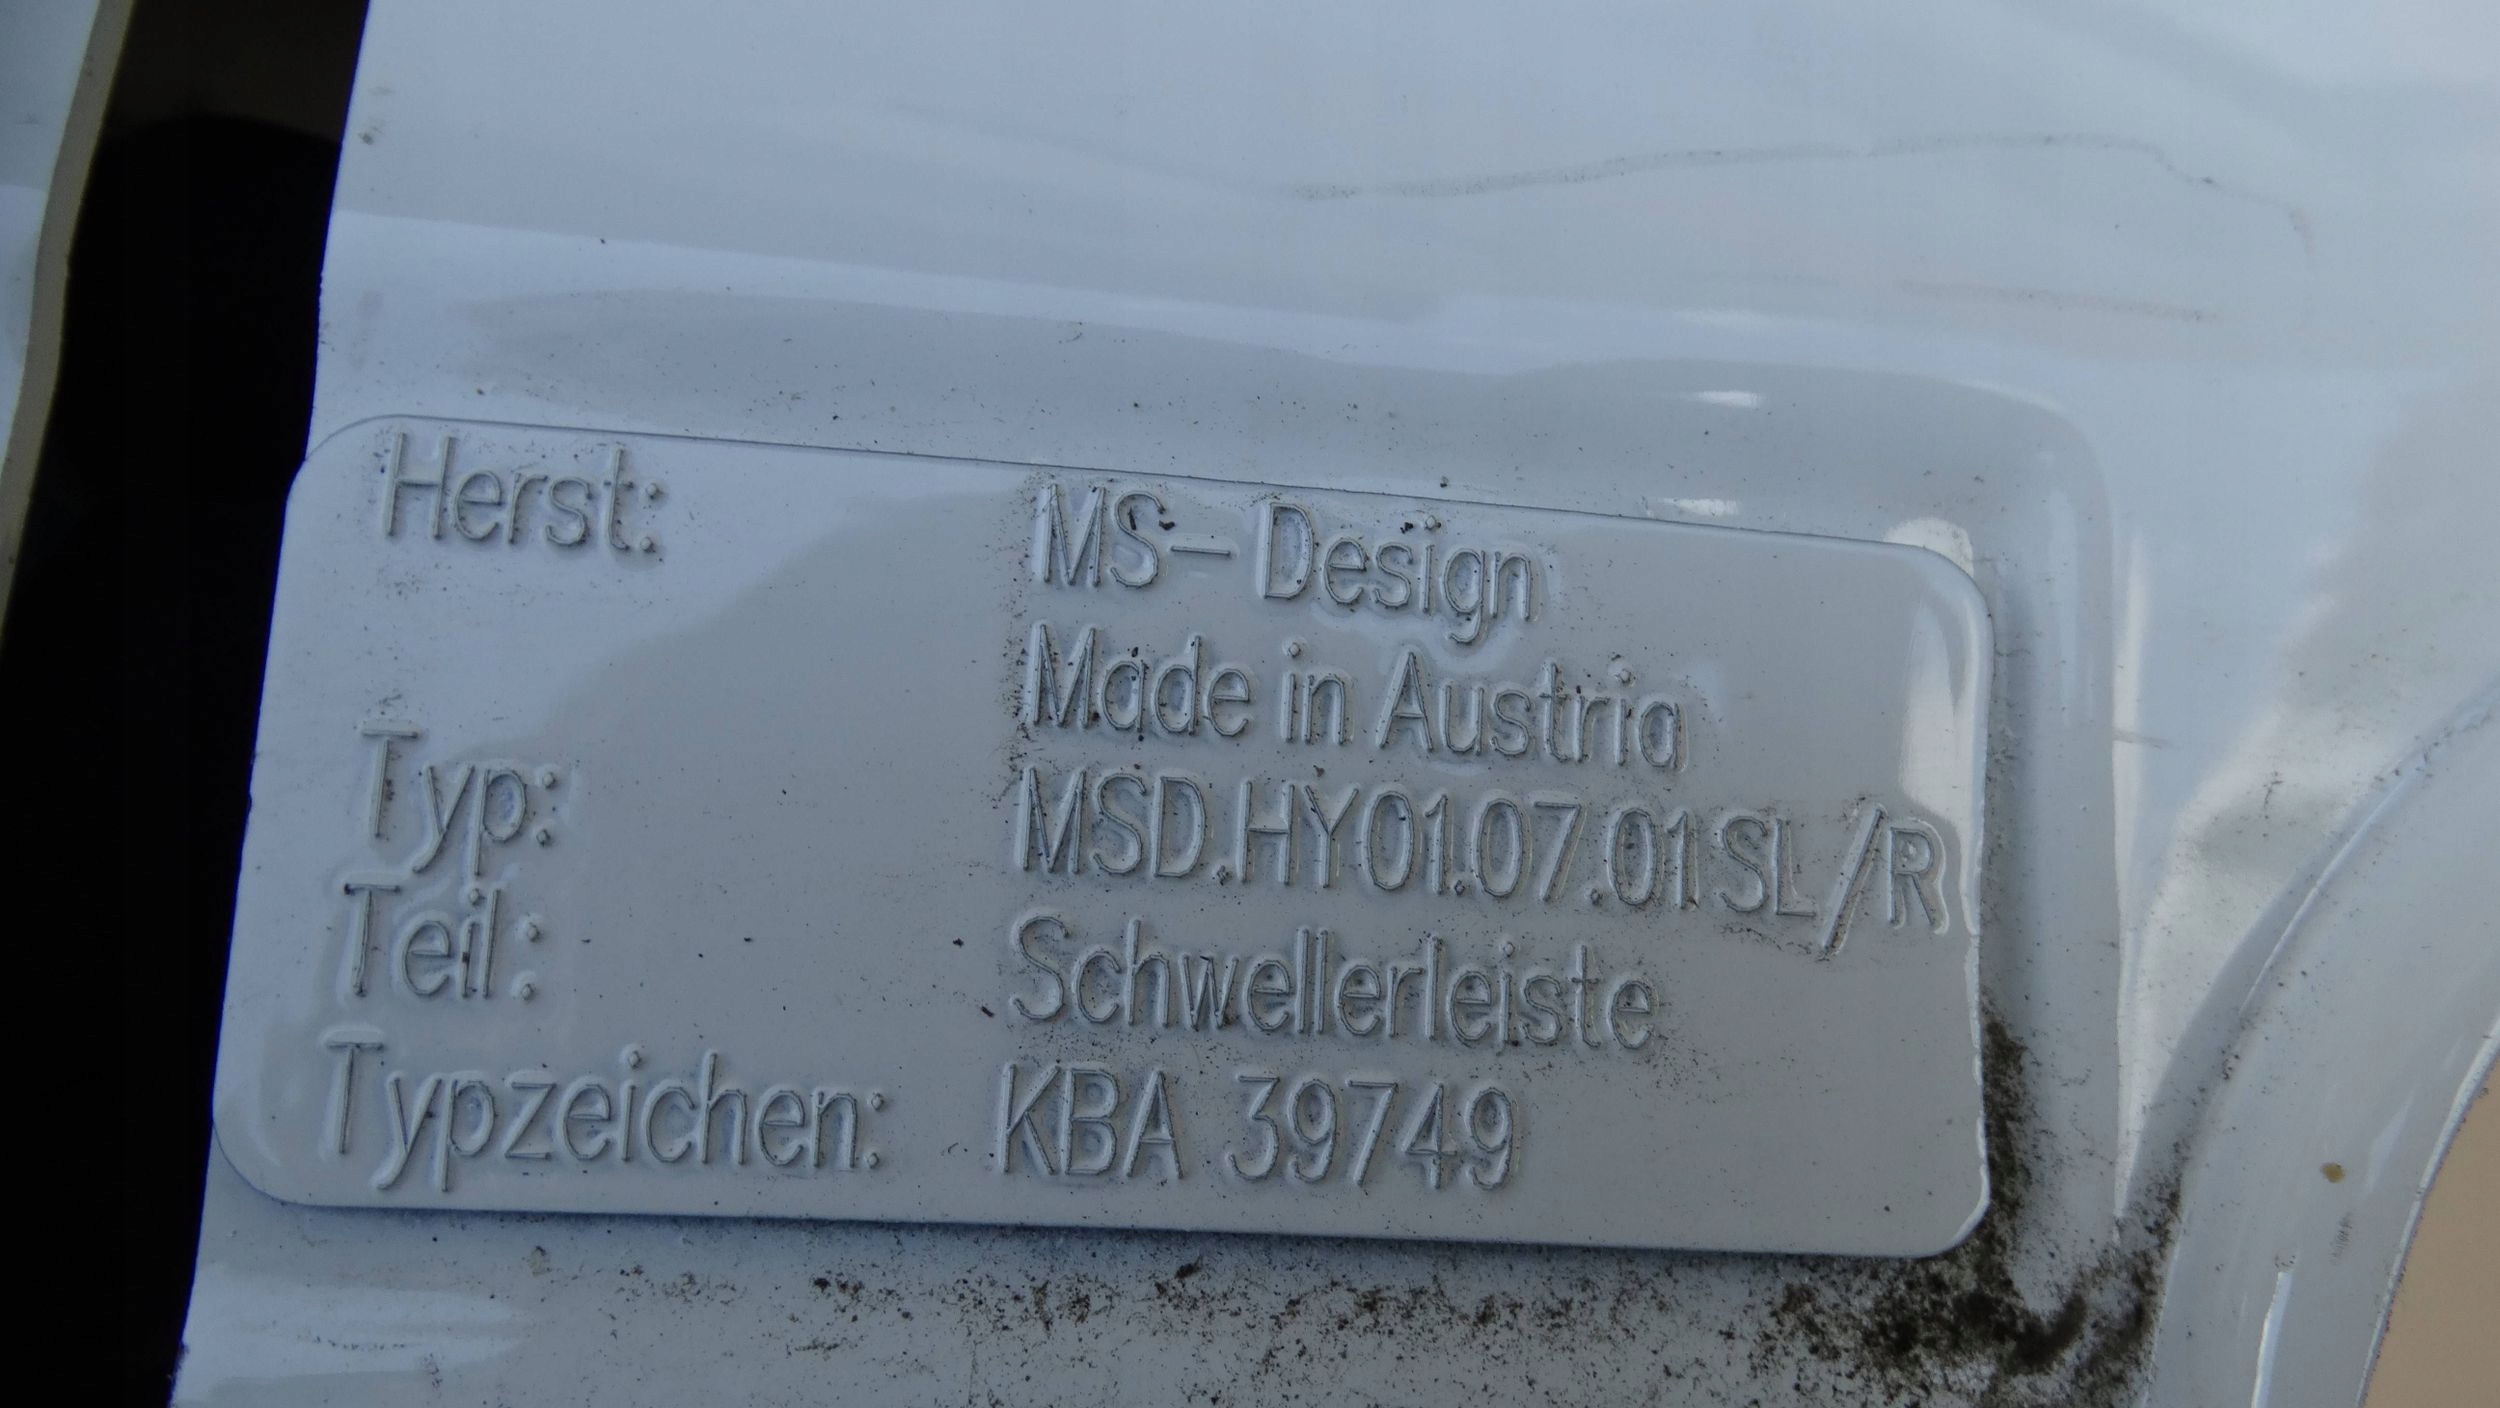 Herst: MS-Design
Made in Austria
Typ: MSD.HY01.07.01SL/R
Teil: Schwellerleiste
Typzeichen: KBA 39749